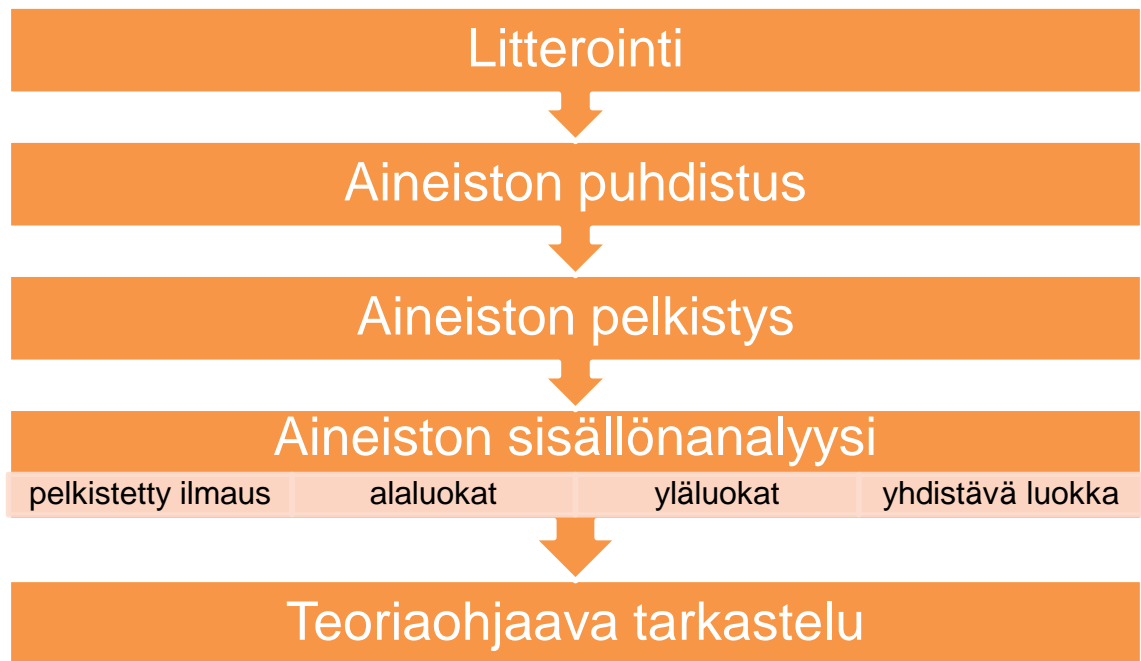 Litterointi
Aineiston puhdistus
Aineiston pelkistys
Aineiston sisällönanalyysi
pelkistetty ilmaus alaluokat yläluokat yhdistävä luokka
Teoriaohjaava tarkastelu